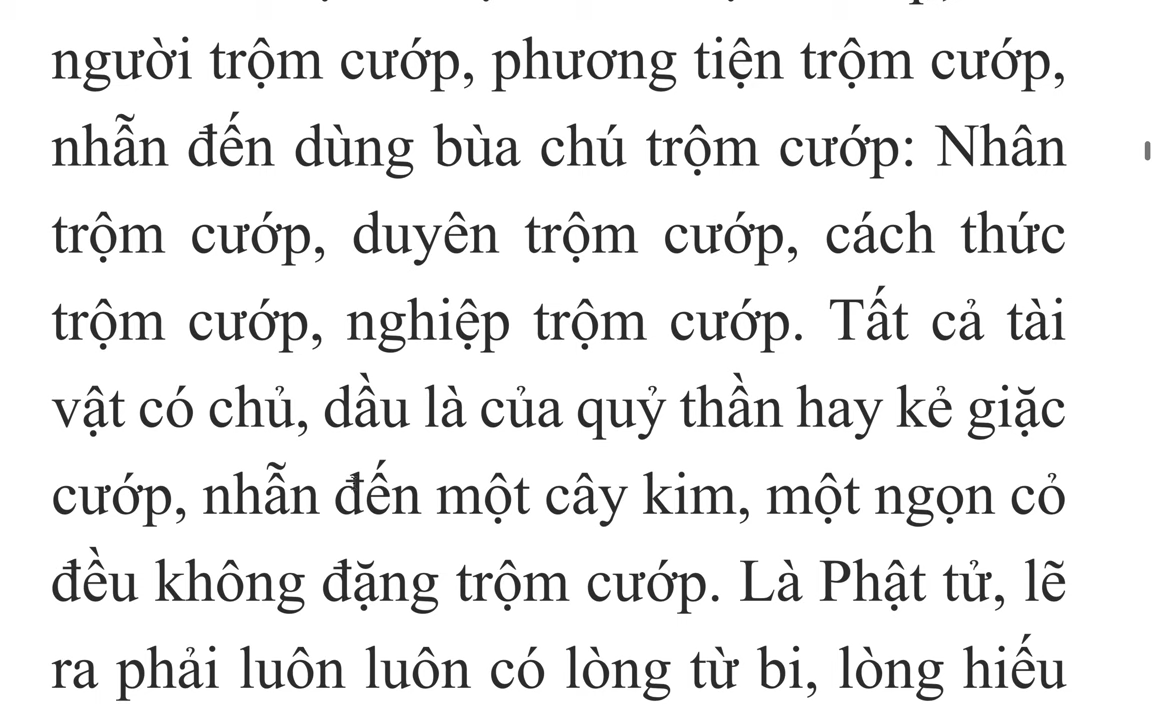 người trộm cướp, phương tiện trộm cướp,
nhẫn đến dùng bùa chú trộm cướp: Nhân
trộm cướp, duyên trộm cướp, cách thức
trộm cướp, nghiệp trộm cướp. Tất cả tài
vật có chủ, dầu là của quỷ thần hay kẻ giặc
cướp, nhẫn đến một cây kim, một ngọn cỏ
đều không đặng trộm cướp. Là Phật tử, lẽ
ra phải luôn luôn có lòng từ bi, lòng hiếu